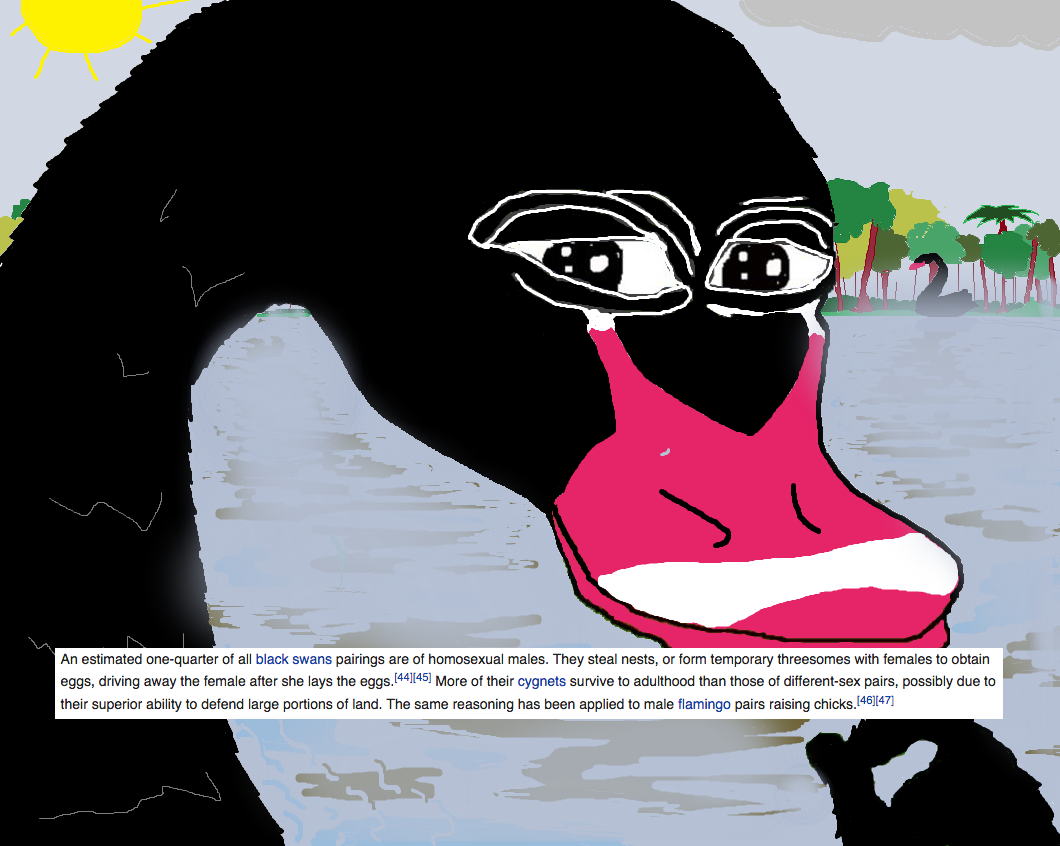 An estimated one-quarter of all black swans pairings are of homosexual males. They steal nests, or form temporary threesomes with females to obtain
eggs, driving away the female after she lays the eggs.[44][45] More of their cygnets survive to adulthood than those of different-sex pairs, possibly due to
their superior ability to defend large portions of land. The same reasoning has been applied to male flamingo pairs raising chicks.[46][47]